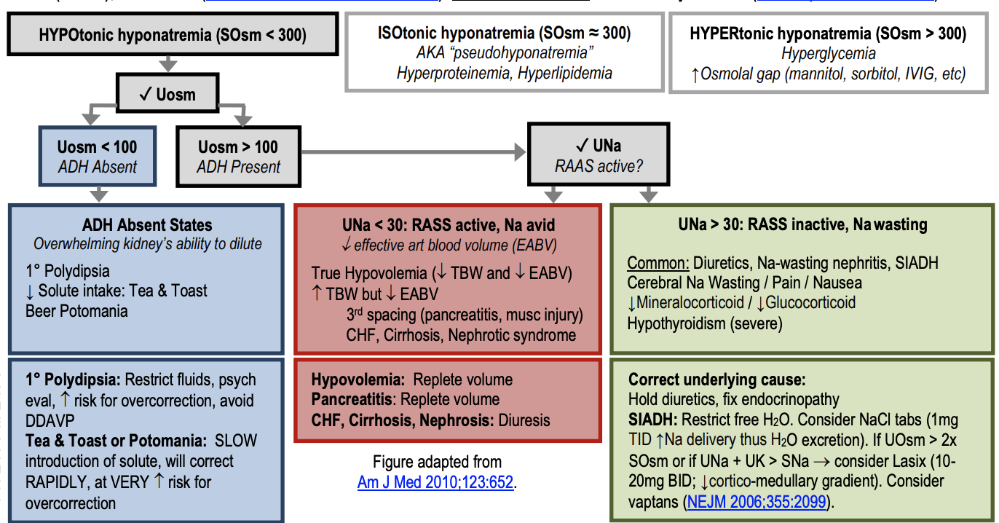 HYPOtonic hyponatremia (SOsm < 300)
ISOtonic hyponatremia (SOsm ≈ 300)
AKA “pseudohyponatremia”
Hyperproteinemia, Hyperlipidemia
HYPERtonic hyponatremia (SOsm > 300)
Hyperglycemia
↑Osmolal gap (mannitol, sorbitol, IVIG, etc)
✓ Uosm
Uosm < 100
ADH Absent
Uosm > 100
ADH Present
✓ UNa
RAAS active?
ADH Absent States
Overwhelming kidney’s ability to dilute
1° Polydipsia
↓ Solute intake: Tea & Toast
Beer Potomania
UNa < 30: RASS active, Na avid
↓ effective art blood volume (EABV)
True Hypovolemia (↓ TBW and ↓ EABV)
↑ TBW but ↓ EABV
3rd spacing (pancreatitis, musc injury)
CHF, Cirrhosis, Nephrotic syndrome
UNa > 30: RASS inactive, Na wasting
Common: Diuretics, Na-wasting nephritis, SIADH
Cerebral Na Wasting / Pain / Nausea
↓Mineralocorticoid / ↓Glucocorticoid
Hypothyroidism (severe)
1° Polydipsia: Restrict fluids, psych
eval, ↑ risk for overcorrection, avoid
DDAVP
Tea & Toast or Potomania: SLOW
introduction of solute, will correct
RAPIDLY, at VERY ↑ risk for
overcorrection
Hypovolemia: Replete volume
Pancreatitis: Replete volume
CHF, Cirrhosis, Nephrosis: Diuresis
Figure adapted from
Am J Med 2010;123:652.
Correct underlying cause:
Hold diuretics, fix endocrinopathy
SIADH: Restrict free H2O. Consider NaCl tabs (1mg
TID ↑Na delivery thus H2O excretion). If UOsm > 2x
SOsm or if UNa + UK > SNa → consider Lasix (10-
20mg BID; ↓cortico-medullary gradient). Consider
vaptans (NEJM 2006;355:2099).